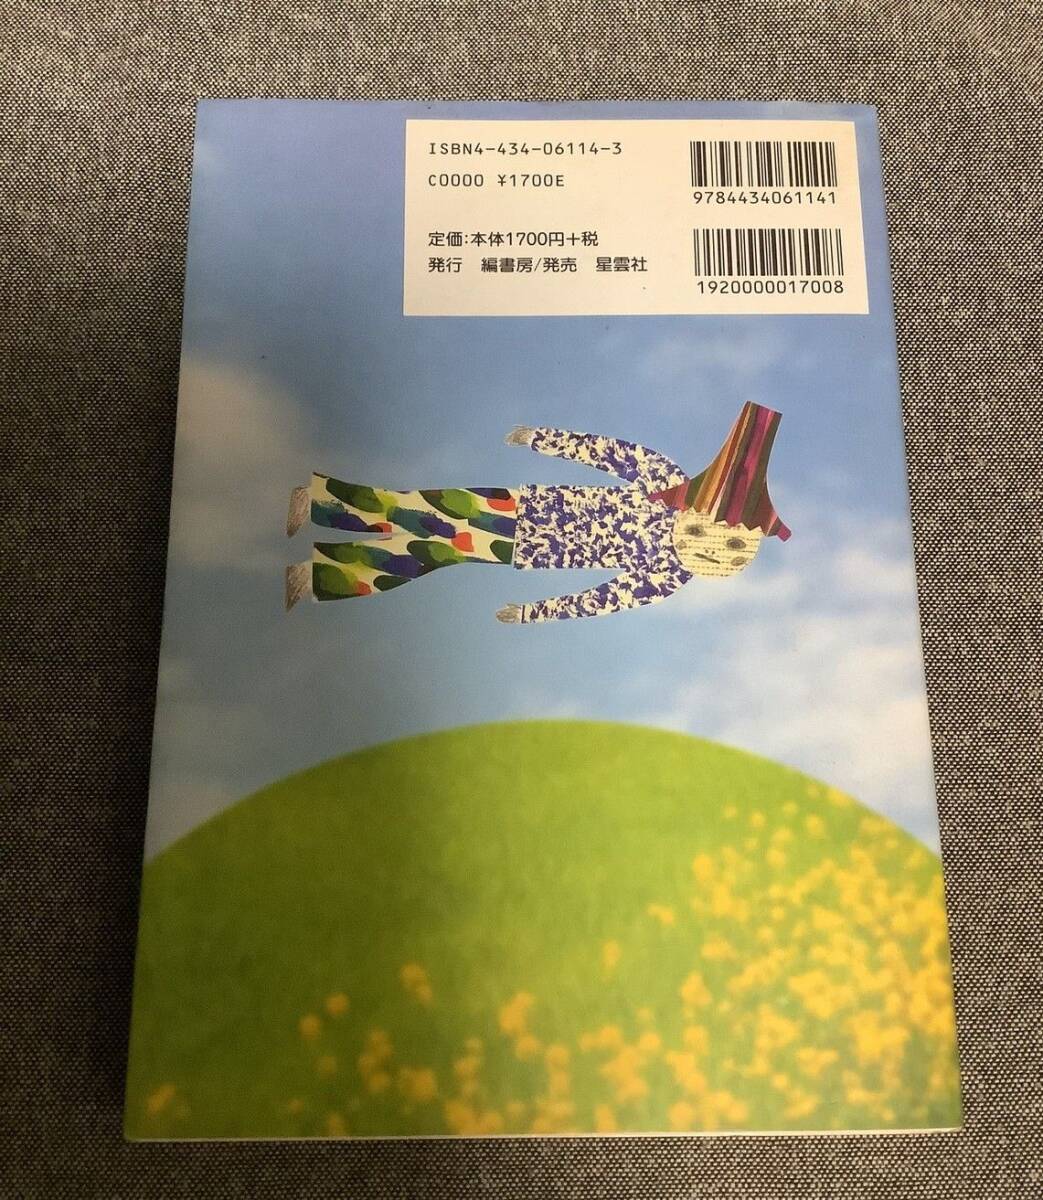 ISBN4-434-06114-3
C0000 ¥1700E
9784434061141
定価:本体1700円+税
発行　編書房/発売　星雲社
1920000017008